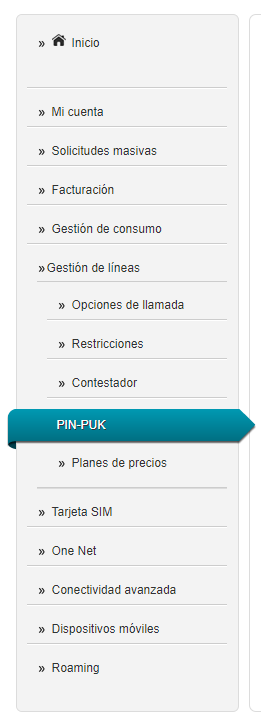 » Inicio
» Mi cuenta
» Solicitudes masivas
» Facturación
» Gestión de consumo
»Gestión de líneas
» Opciones de llamada
» Restricciones
» Contestador
PIN-PUK
» Planes de precios
» Tarjeta SIM
» One Net
» Conectividad avanzada
» Dispositivos móviles
» Roaming